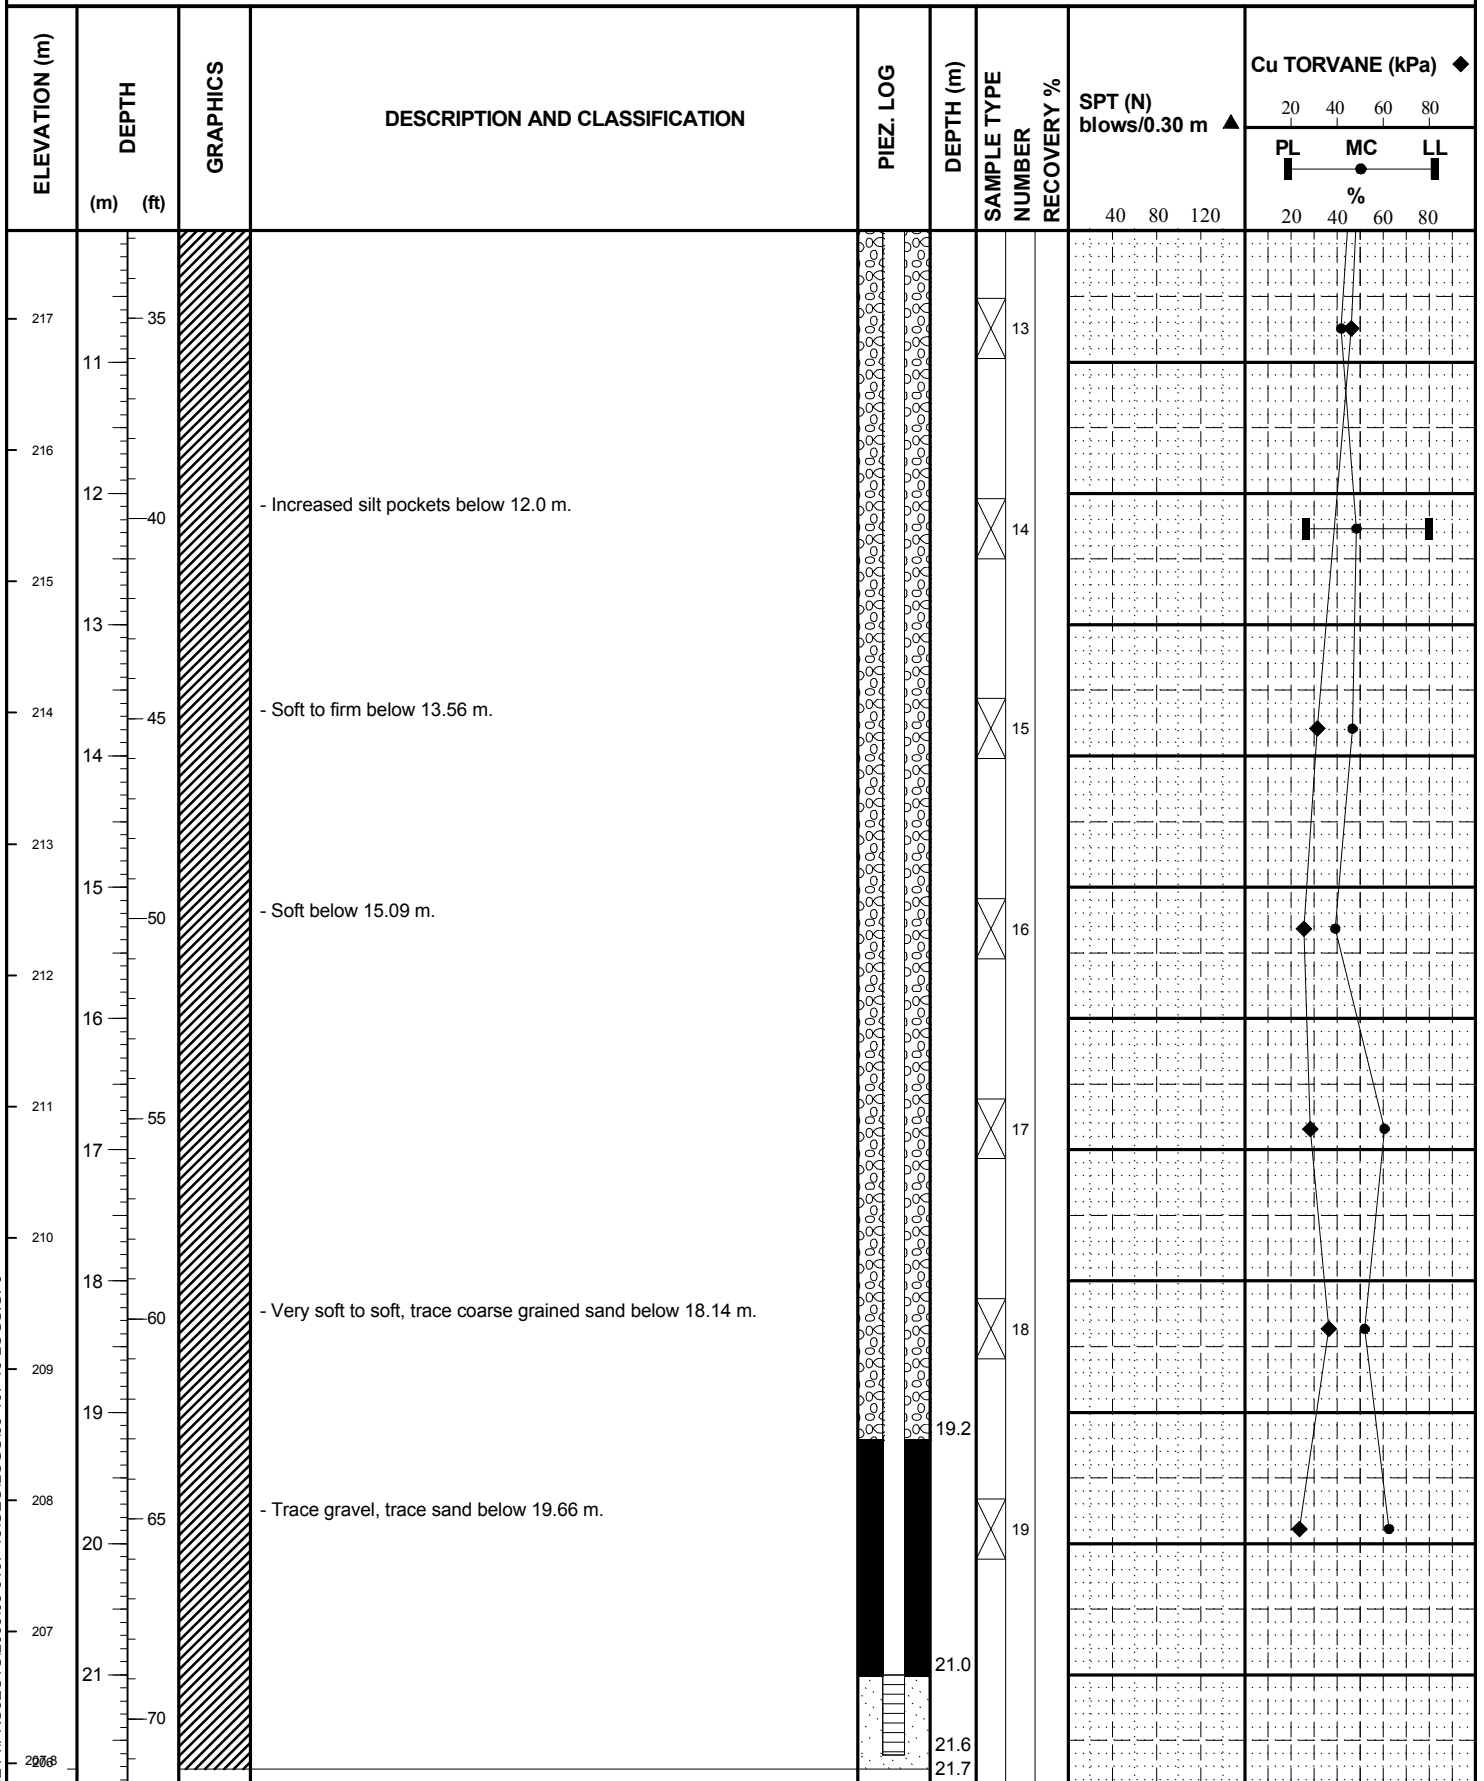 ELEVATION (m)
DEPTH
(m) (ft)
GRAPHICS
DESCRIPTION AND CLASSIFICATION
PIEZ. LOG
DEPTH (m)
SAMPLE TYPE
NUMBER
RECOVERY %
SPT (N)
blows/0.30 m ▲
40 80 120
Cu TORVANE (kPa) ◆
20 40 60 80
PL MC LL
%
20 40 60 80
217
35
13
11
216
12
- Increased silt pockets below 12.0 m.
40
14
215
13
- Soft to firm below 13.56 m.
214
45
15
14
213
15
- Soft below 15.09 m.
50
16
212
16
211
55
17
17
210
18
- Very soft to soft, trace coarse grained sand below 18.14 m.
60
18
209
19
19.2
208
- Trace gravel, trace sand below 19.66 m.
65
19
20
207
21.0
21
70
21.6
21.7